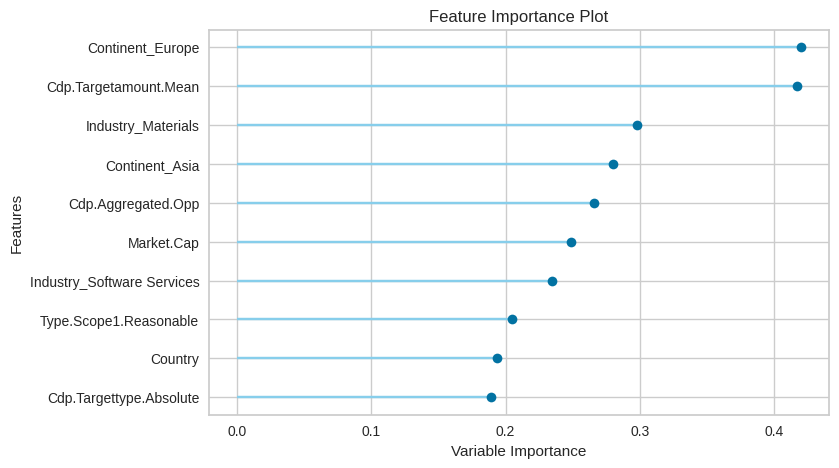 Feature Importance Plot
Features
Continent_Europe
Cdp.Targetamount.Mean
Industry_Materials
Continent_Asia
Cdp.Aggregated.Opp
Market.Cap
Industry_Software Services
Type.Scope1.Reasonable
Country
Cdp.Targettype.Absolute
0.0 0.1 0.2 0.3 0.4
Variable Importance